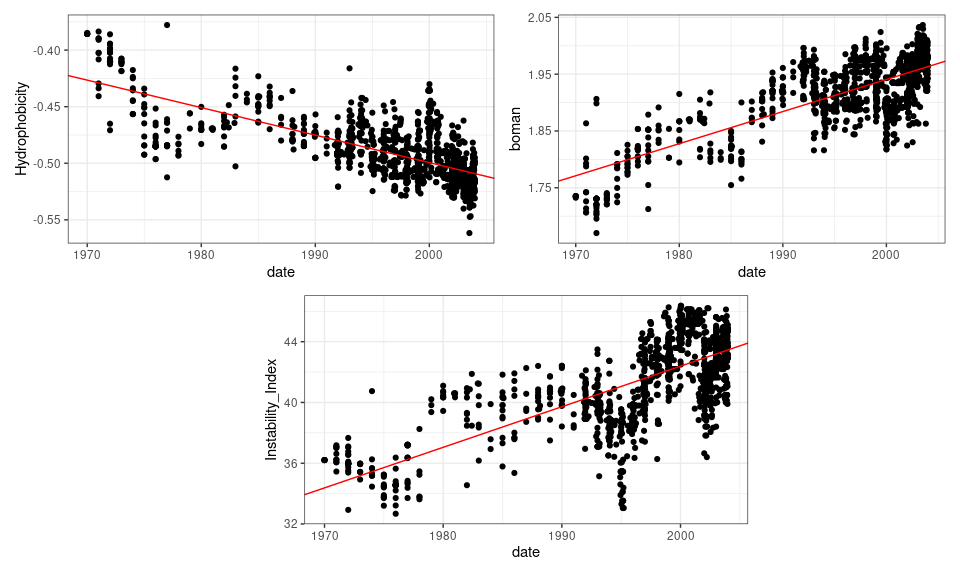 Hydrophobicity
-0.40
-0.45
-0.50
-0.55
1970 1980 1990 2000
date
boman
2.05
1.95
1.85
1.75
1970 1980 1990 2000
date
Instability_Index
44
40
36
32
1970 1980 1990 2000
date